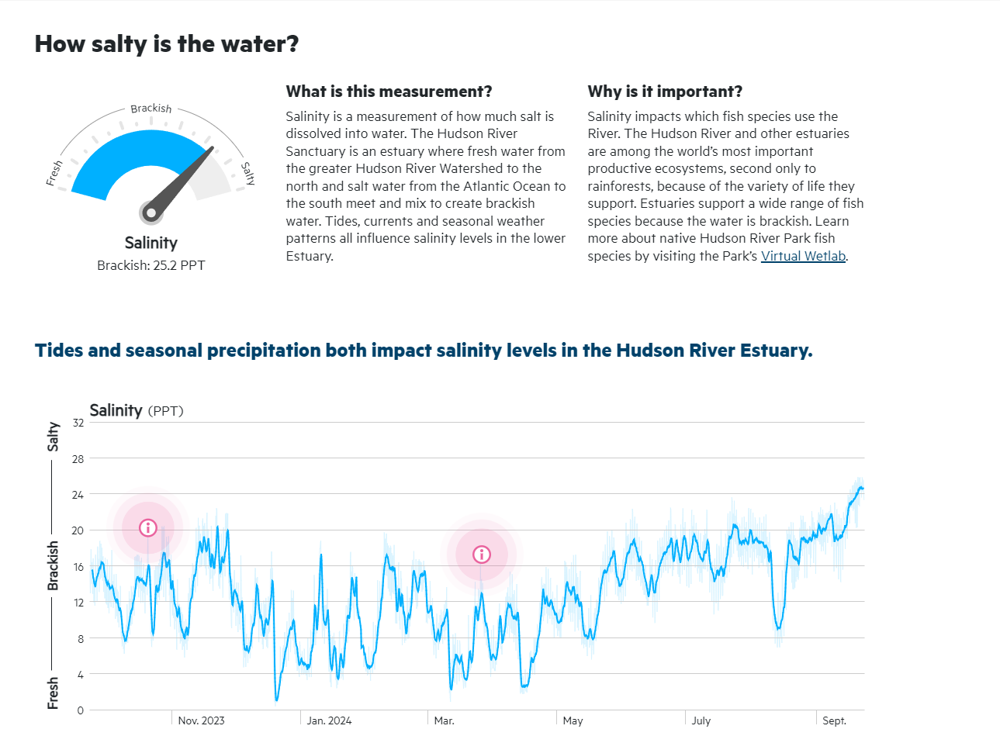 How salty is the water?
Fresh
Brackish
Salty
Salinity
Brackish: 25.2 PPT
What is this measurement?
Salinity is a measurement of how much salt is
dissolved into water. The Hudson River
Sanctuary is an estuary where fresh water from
the greater Hudson River Watershed to the
north and salt water from the Atlantic Ocean to
the south meet and mix to create brackish
water. Tides, currents and seasonal weather
patterns all influence salinity levels in the lower
Estuary.
Why is it important?
Salinity impacts which fish species use the
River. The Hudson River and other estuaries
are among the world's most important
productive ecosystems, second only to
rainforests, because of the variety of life they
support. Estuaries support a wide range of fish
species because the water is brackish. Learn
more about native Hudson River Park fish
species by visiting the Park's Virtual Wetlab.
Tides and seasonal precipitation both impact salinity levels in the Hudson River Estuary.
Salinity (PPT)
Salty
Brackish
Fresh
32
28
24
20
16
12
8
4
0
i
i
Nov. 2023
Jan. 2024
Mar.
May
July
Sept.